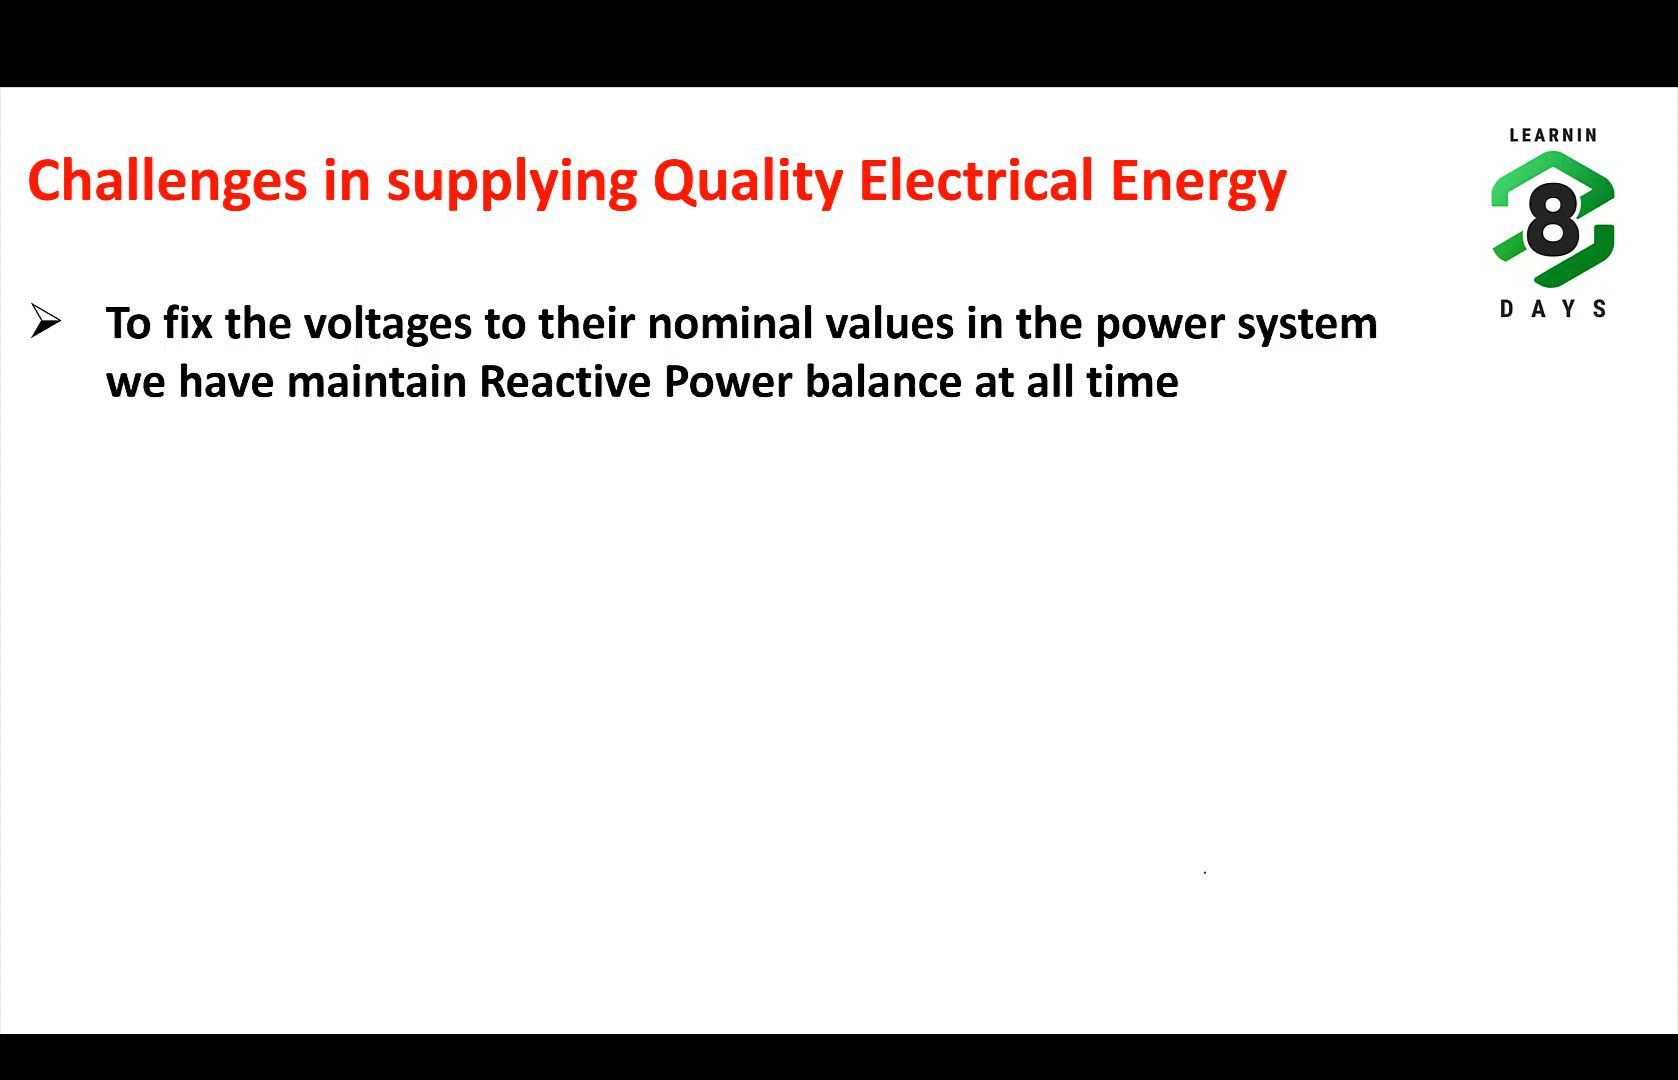 LEARNIN
8
DAYS
Challenges in supplying Quality Electrical Energy
➢ To fix the voltages to their nominal values in the power system
we have maintain Reactive Power balance at all time